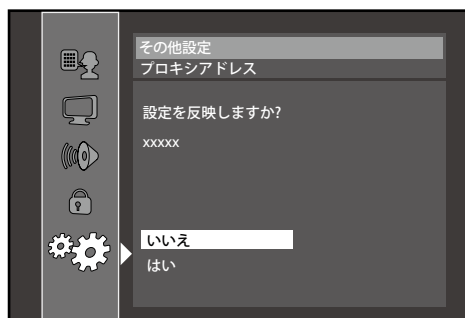 その他設定
プロキシアドレス
設定を反映しますか?
xxxxx
いいえ
はい